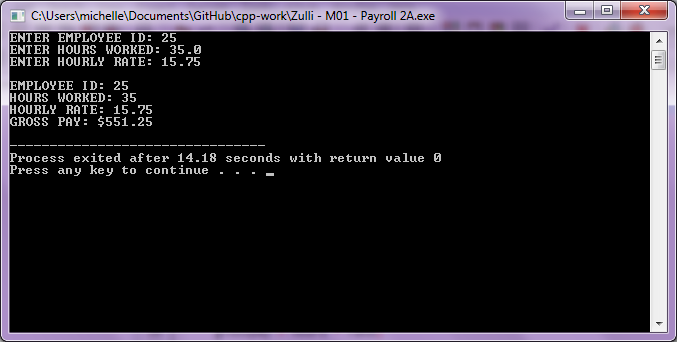 C:\Users\michelle\Documents\GitHub\cpp-work\Zulli - M01 - Payroll 2A.exe
ENTER EMPLOYEE ID: 25
ENTER HOURS WORKED: 35.0
ENTER HOURLY RATE: 15.75
EMPLOYEE ID: 25
HOURS WORKED: 35
HOURLY RATE: 15.75
GROSS PAY: $551.25
--------------------------------
Process exited after 14.18 seconds with return value 0
Press any key to continue . . . _